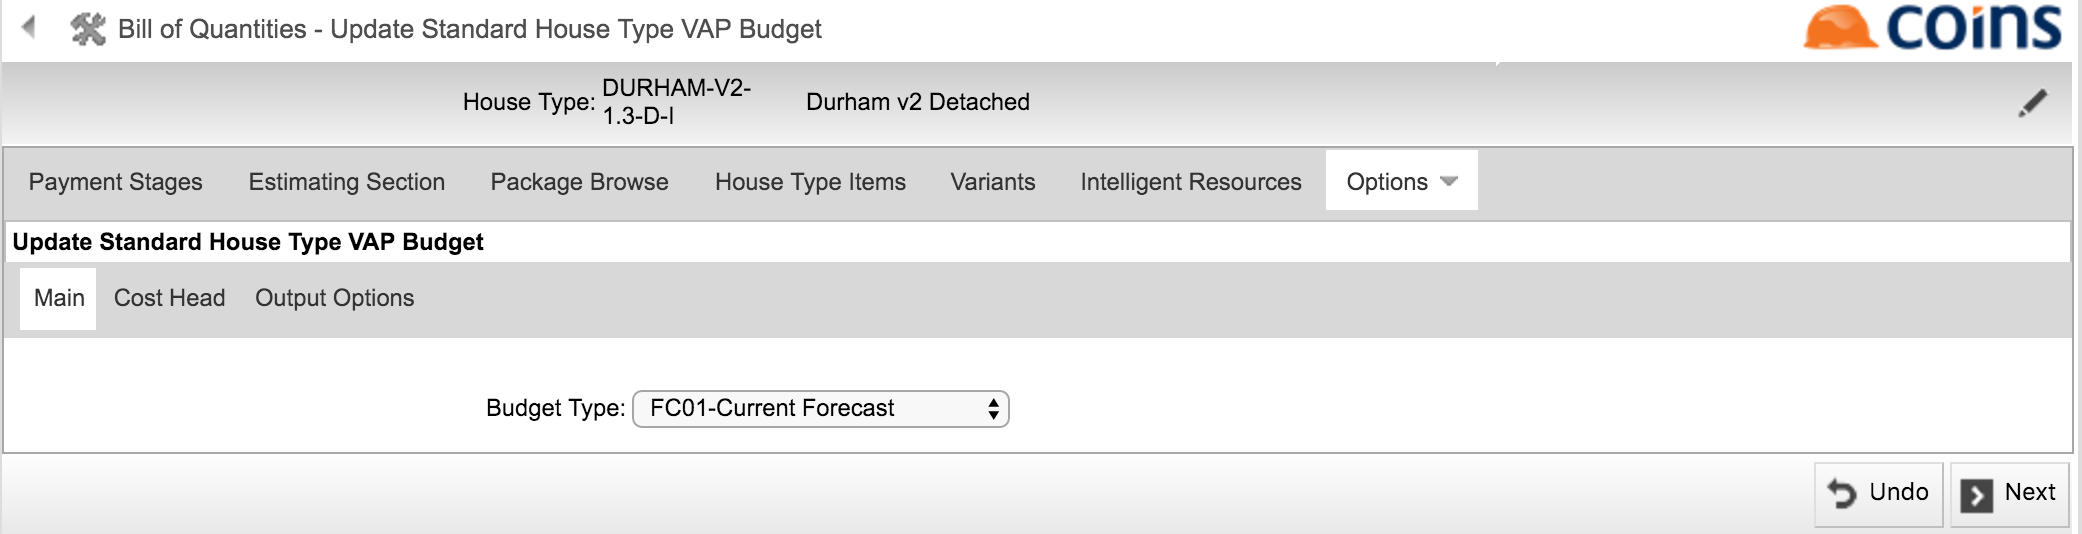 Bill of Quantities - Update Standard House Type VAP Budget
coins
House Type: DURHAM-V2-
1.3-D-I
Durham v2 Detached
Payment Stages Estimating Section Package Browse House Type Items Variants Intelligent Resources Options
Update Standard House Type VAP Budget
Main Cost Head Output Options
Budget Type: FC01-Current Forecast
Undo Next